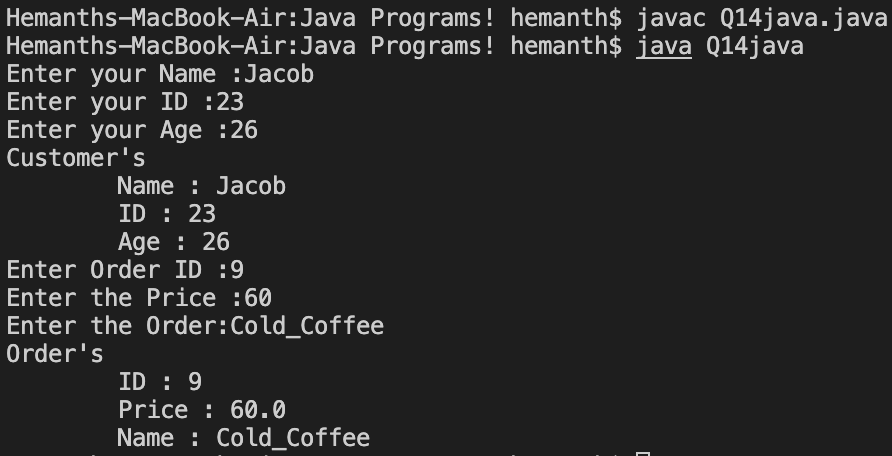 Hemanths-MacBook-Air:Java Programs! hemanth$ javac Q14java.java
Hemanths-MacBook-Air:Java Programs! hemanth$ java Q14java
Enter your Name :Jacob
Enter your ID :23
Enter your Age :26
Customer's
Name : Jacob
ID : 23
Age : 26
Enter Order ID :9
Enter the Price :60
Enter the Order:Cold_Coffee
Order's
ID : 9
Price : 60.0
Name : Cold_Coffee